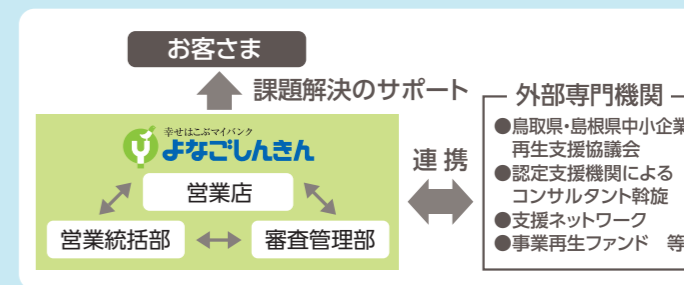 お客さま
課題解決のサポート
幸せはこぶマイバンク
よなごしんきん
営業店
営業統括部
審査管理部
連携
外部専門機関
●鳥取県・島根県中小企業
再生支援協議会
●認定支援機関による
コンサルタント斡旋
●支援ネットワーク
●事業再生ファンド 等